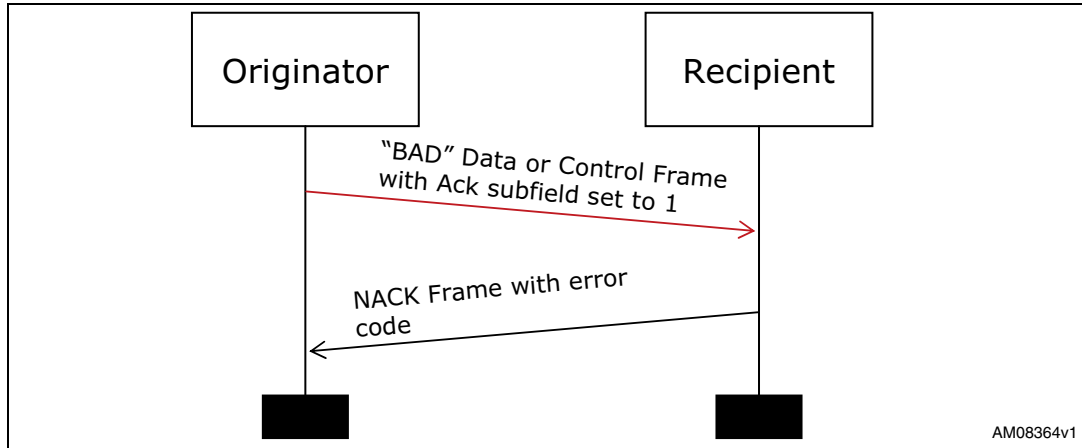 Originator
Recipient
“BAD” Data or Control Frame
with Ack subfield set to 1
NACK Frame with error
code
AM08364v1